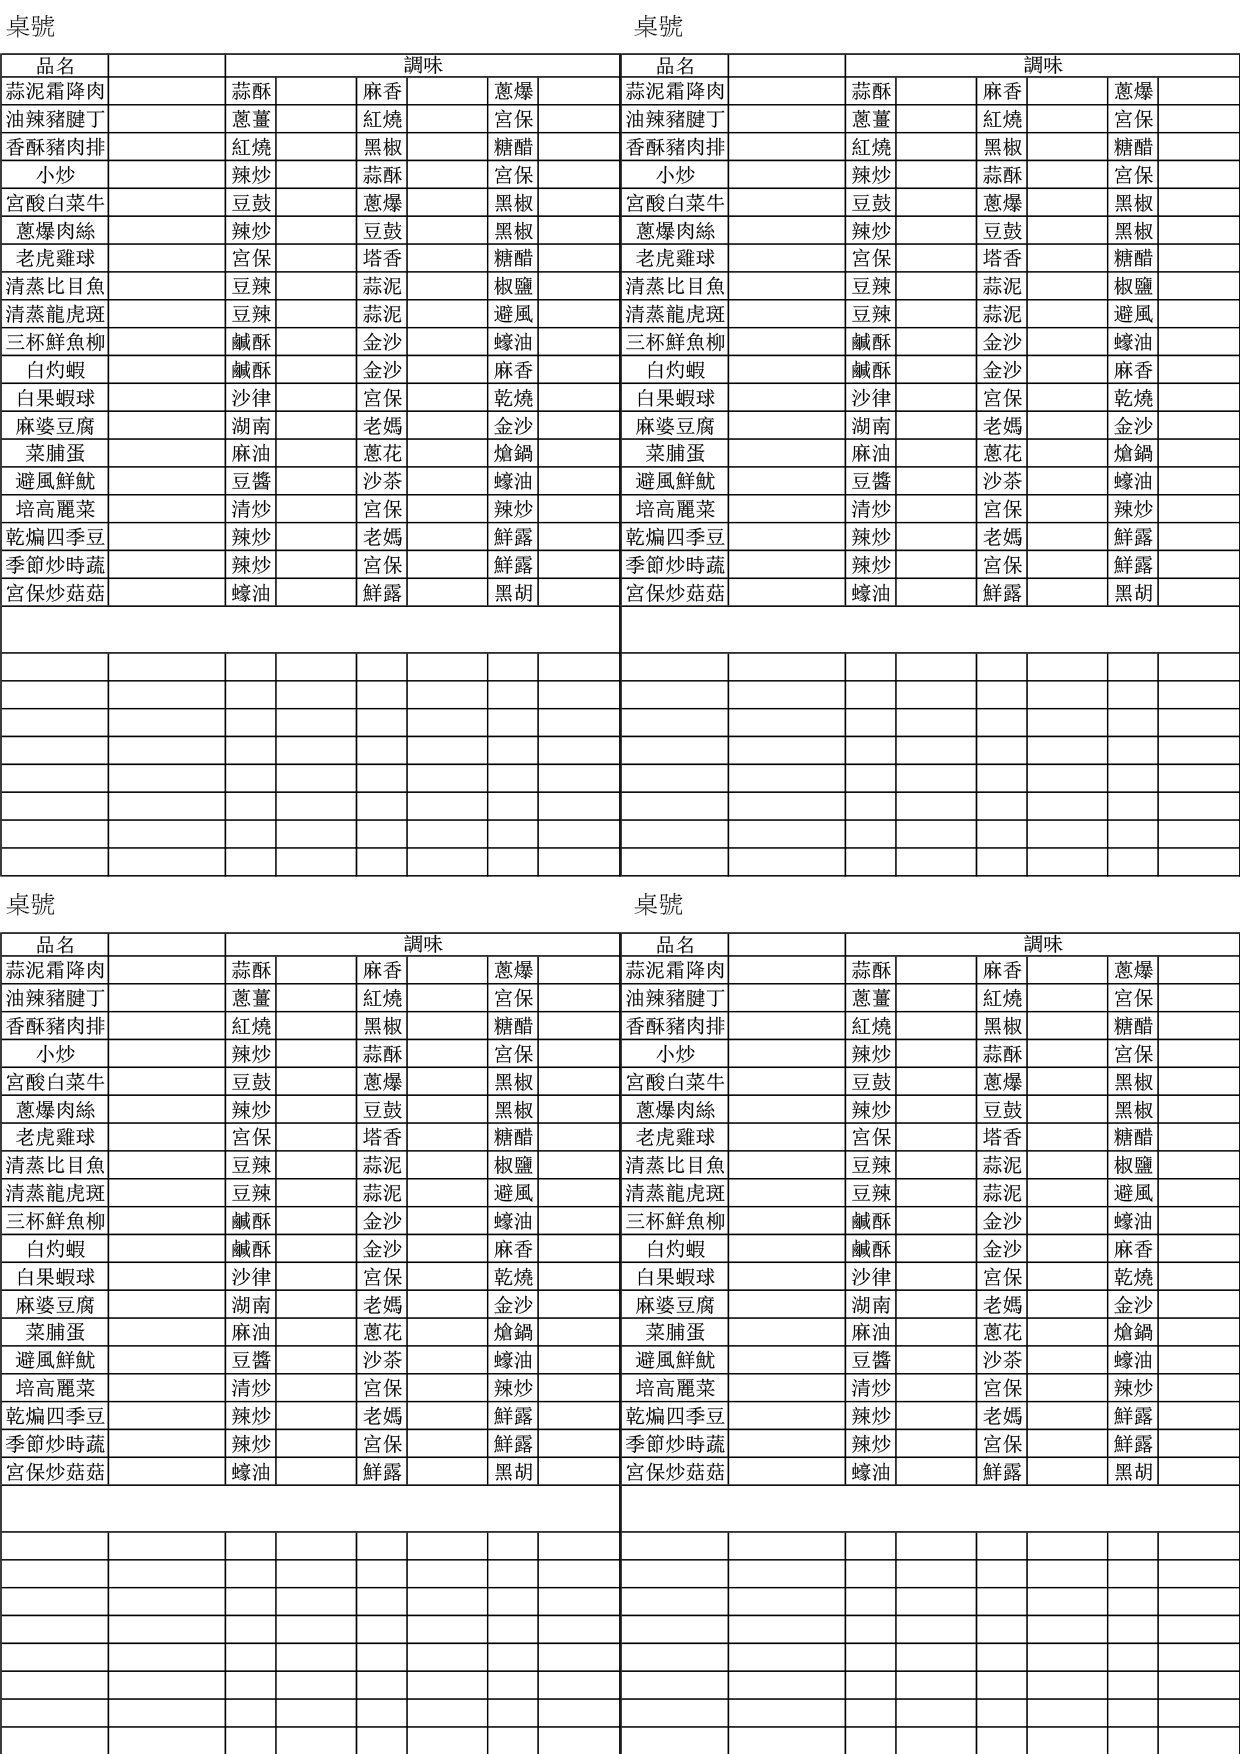 桌號 桌號
品名 調味 品名 調味
蒜泥霜降肉 蒜酥 麻香 蔥爆 蒜泥霜降肉 蒜酥 麻香 蔥爆
油辣豬腱丁 蔥薑 紅燒 宮保 油辣豬腱丁 蔥薑 紅燒 宮保
香酥豬肉排 紅燒 黑椒 糖醋 香酥豬肉排 紅燒 黑椒 糖醋
小炒 辣炒 蒜酥 宮保 小炒 辣炒 蒜酥 宮保
宮酸白菜牛 豆鼓 蔥爆 黑椒 宮酸白菜牛 豆鼓 蔥爆 黑椒
蔥爆肉絲 辣炒 豆鼓 黑椒 蔥爆肉絲 辣炒 豆鼓 黑椒
老虎雞球 宮保 塔香 糖醋 老虎雞球 宮保 塔香 糖醋
清蒸比目魚 豆辣 蒜泥 椒鹽 清蒸比目魚 豆辣 蒜泥 椒鹽
清蒸龍虎斑 豆辣 蒜泥 避風 清蒸龍虎斑 豆辣 蒜泥 避風
三杯鮮魚柳 鹹酥 金沙 蠔油 三杯鮮魚柳 鹹酥 金沙 蠔油
白灼蝦 鹹酥 金沙 麻香 白灼蝦 鹹酥 金沙 麻香
白果蝦球 沙律 宮保 乾燒 白果蝦球 沙律 宮保 乾燒
麻婆豆腐 湖南 老媽 金沙 麻婆豆腐 湖南 老媽 金沙
菜脯蛋 麻油 蔥花 熗鍋 菜脯蛋 麻油 蔥花 熗鍋
避風鮮魷 豆醬 沙茶 蠔油 避風鮮魷 豆醬 沙茶 蠔油
培高麗菜 清炒 宮保 辣炒 培高麗菜 清炒 宮保 辣炒
乾煸四季豆 辣炒 老媽 鮮露 乾煸四季豆 辣炒 老媽 鮮露
季節炒時蔬 辣炒 宮保 鮮露 季節炒時蔬 辣炒 宮保 鮮露
宮保炒菇菇 蠔油 鮮露 黑胡 宮保炒菇菇 蠔油 鮮露 黑胡
桌號 桌號
品名 調味 品名 調味
蒜泥霜降肉 蒜酥 麻香 蔥爆 蒜泥霜降肉 蒜酥 麻香 蔥爆
油辣豬腱丁 蔥薑 紅燒 宮保 油辣豬腱丁 蔥薑 紅燒 宮保
香酥豬肉排 紅燒 黑椒 糖醋 香酥豬肉排 紅燒 黑椒 糖醋
小炒 辣炒 蒜酥 宮保 小炒 辣炒 蒜酥 宮保
宮酸白菜牛 豆鼓 蔥爆 黑椒 宮酸白菜牛 豆鼓 蔥爆 黑椒
蔥爆肉絲 辣炒 豆鼓 黑椒 蔥爆肉絲 辣炒 豆鼓 黑椒
老虎雞球 宮保 塔香 糖醋 老虎雞球 宮保 塔香 糖醋
清蒸比目魚 豆辣 蒜泥 椒鹽 清蒸比目魚 豆辣 蒜泥 椒鹽
清蒸龍虎斑 豆辣 蒜泥 避風 清蒸龍虎斑 豆辣 蒜泥 避風
三杯鮮魚柳 鹹酥 金沙 蠔油 三杯鮮魚柳 鹹酥 金沙 蠔油
白灼蝦 鹹酥 金沙 麻香 白灼蝦 鹹酥 金沙 麻香
白果蝦球 沙律 宮保 乾燒 白果蝦球 沙律 宮保 乾燒
麻婆豆腐 湖南 老媽 金沙 麻婆豆腐 湖南 老媽 金沙
菜脯蛋 麻油 蔥花 熗鍋 菜脯蛋 麻油 蔥花 熗鍋
避風鮮魷 豆醬 沙茶 蠔油 避風鮮魷 豆醬 沙茶 蠔油
培高麗菜 清炒 宮保 辣炒 培高麗菜 清炒 宮保 辣炒
乾煸四季豆 辣炒 老媽 鮮露 乾煸四季豆 辣炒 老媽 鮮露
季節炒時蔬 辣炒 宮保 鮮露 季節炒時蔬 辣炒 宮保 鮮露
宮保炒菇菇 蠔油 鮮露 黑胡 宮保炒菇菇 蠔油 鮮露 黑胡